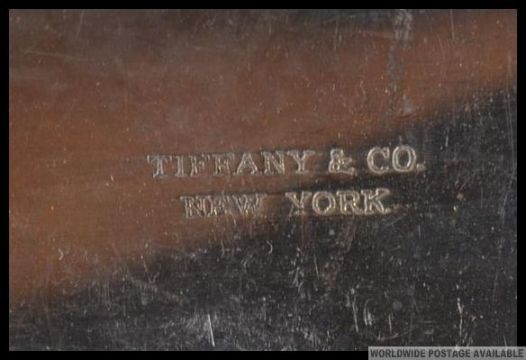 TIFFANY & CO.
NEW YORK
WORLDWIDE POSTAGE AVAILABLE